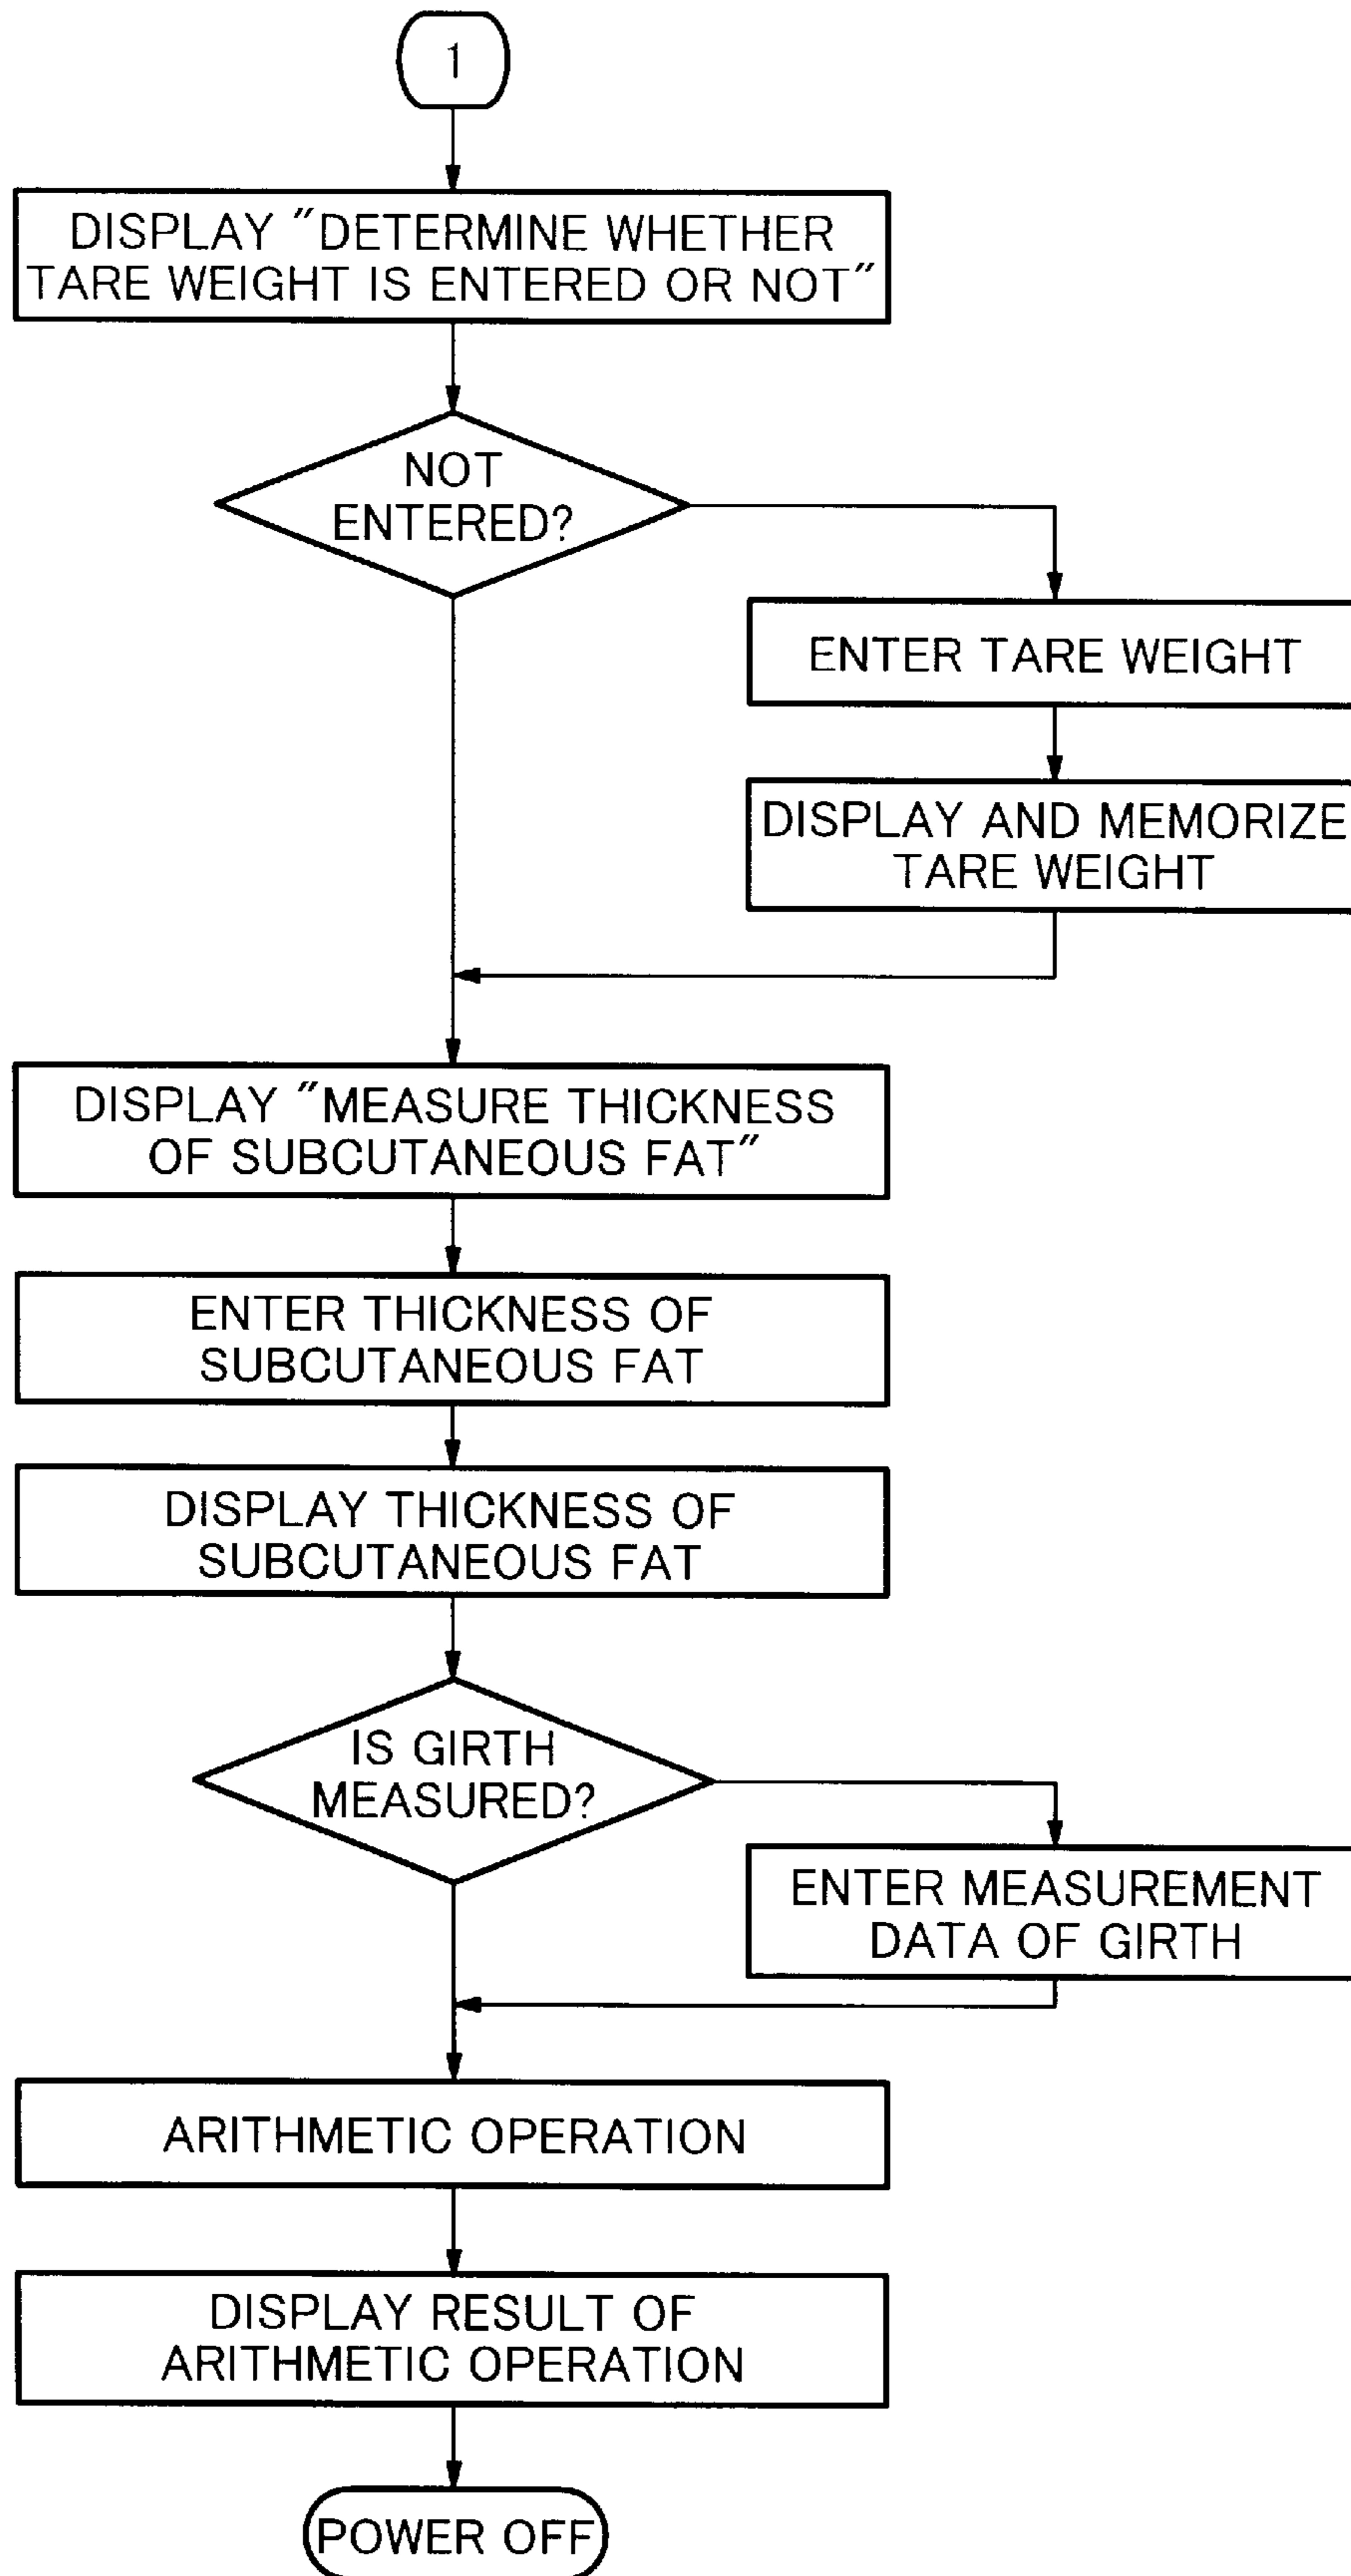 1
DISPLAY "DETERMINE WHETHER
TARE WEIGHT IS ENTERED OR NOT"
NOT
ENTERED?
ENTER TARE WEIGHT
DISPLAY AND MEMORIZE
TARE WEIGHT
DISPLAY "MEASURE THICKNESS
OF SUBCUTANEOUS FAT"
ENTER THICKNESS OF
SUBCUTANEOUS FAT
DISPLAY THICKNESS OF
SUBCUTANEOUS FAT
IS GIRTH
MEASURED?
ENTER MEASUREMENT
DATA OF GIRTH
ARITHMETIC OPERATION
DISPLAY RESULT OF
ARITHMETIC OPERATION
POWER OFF